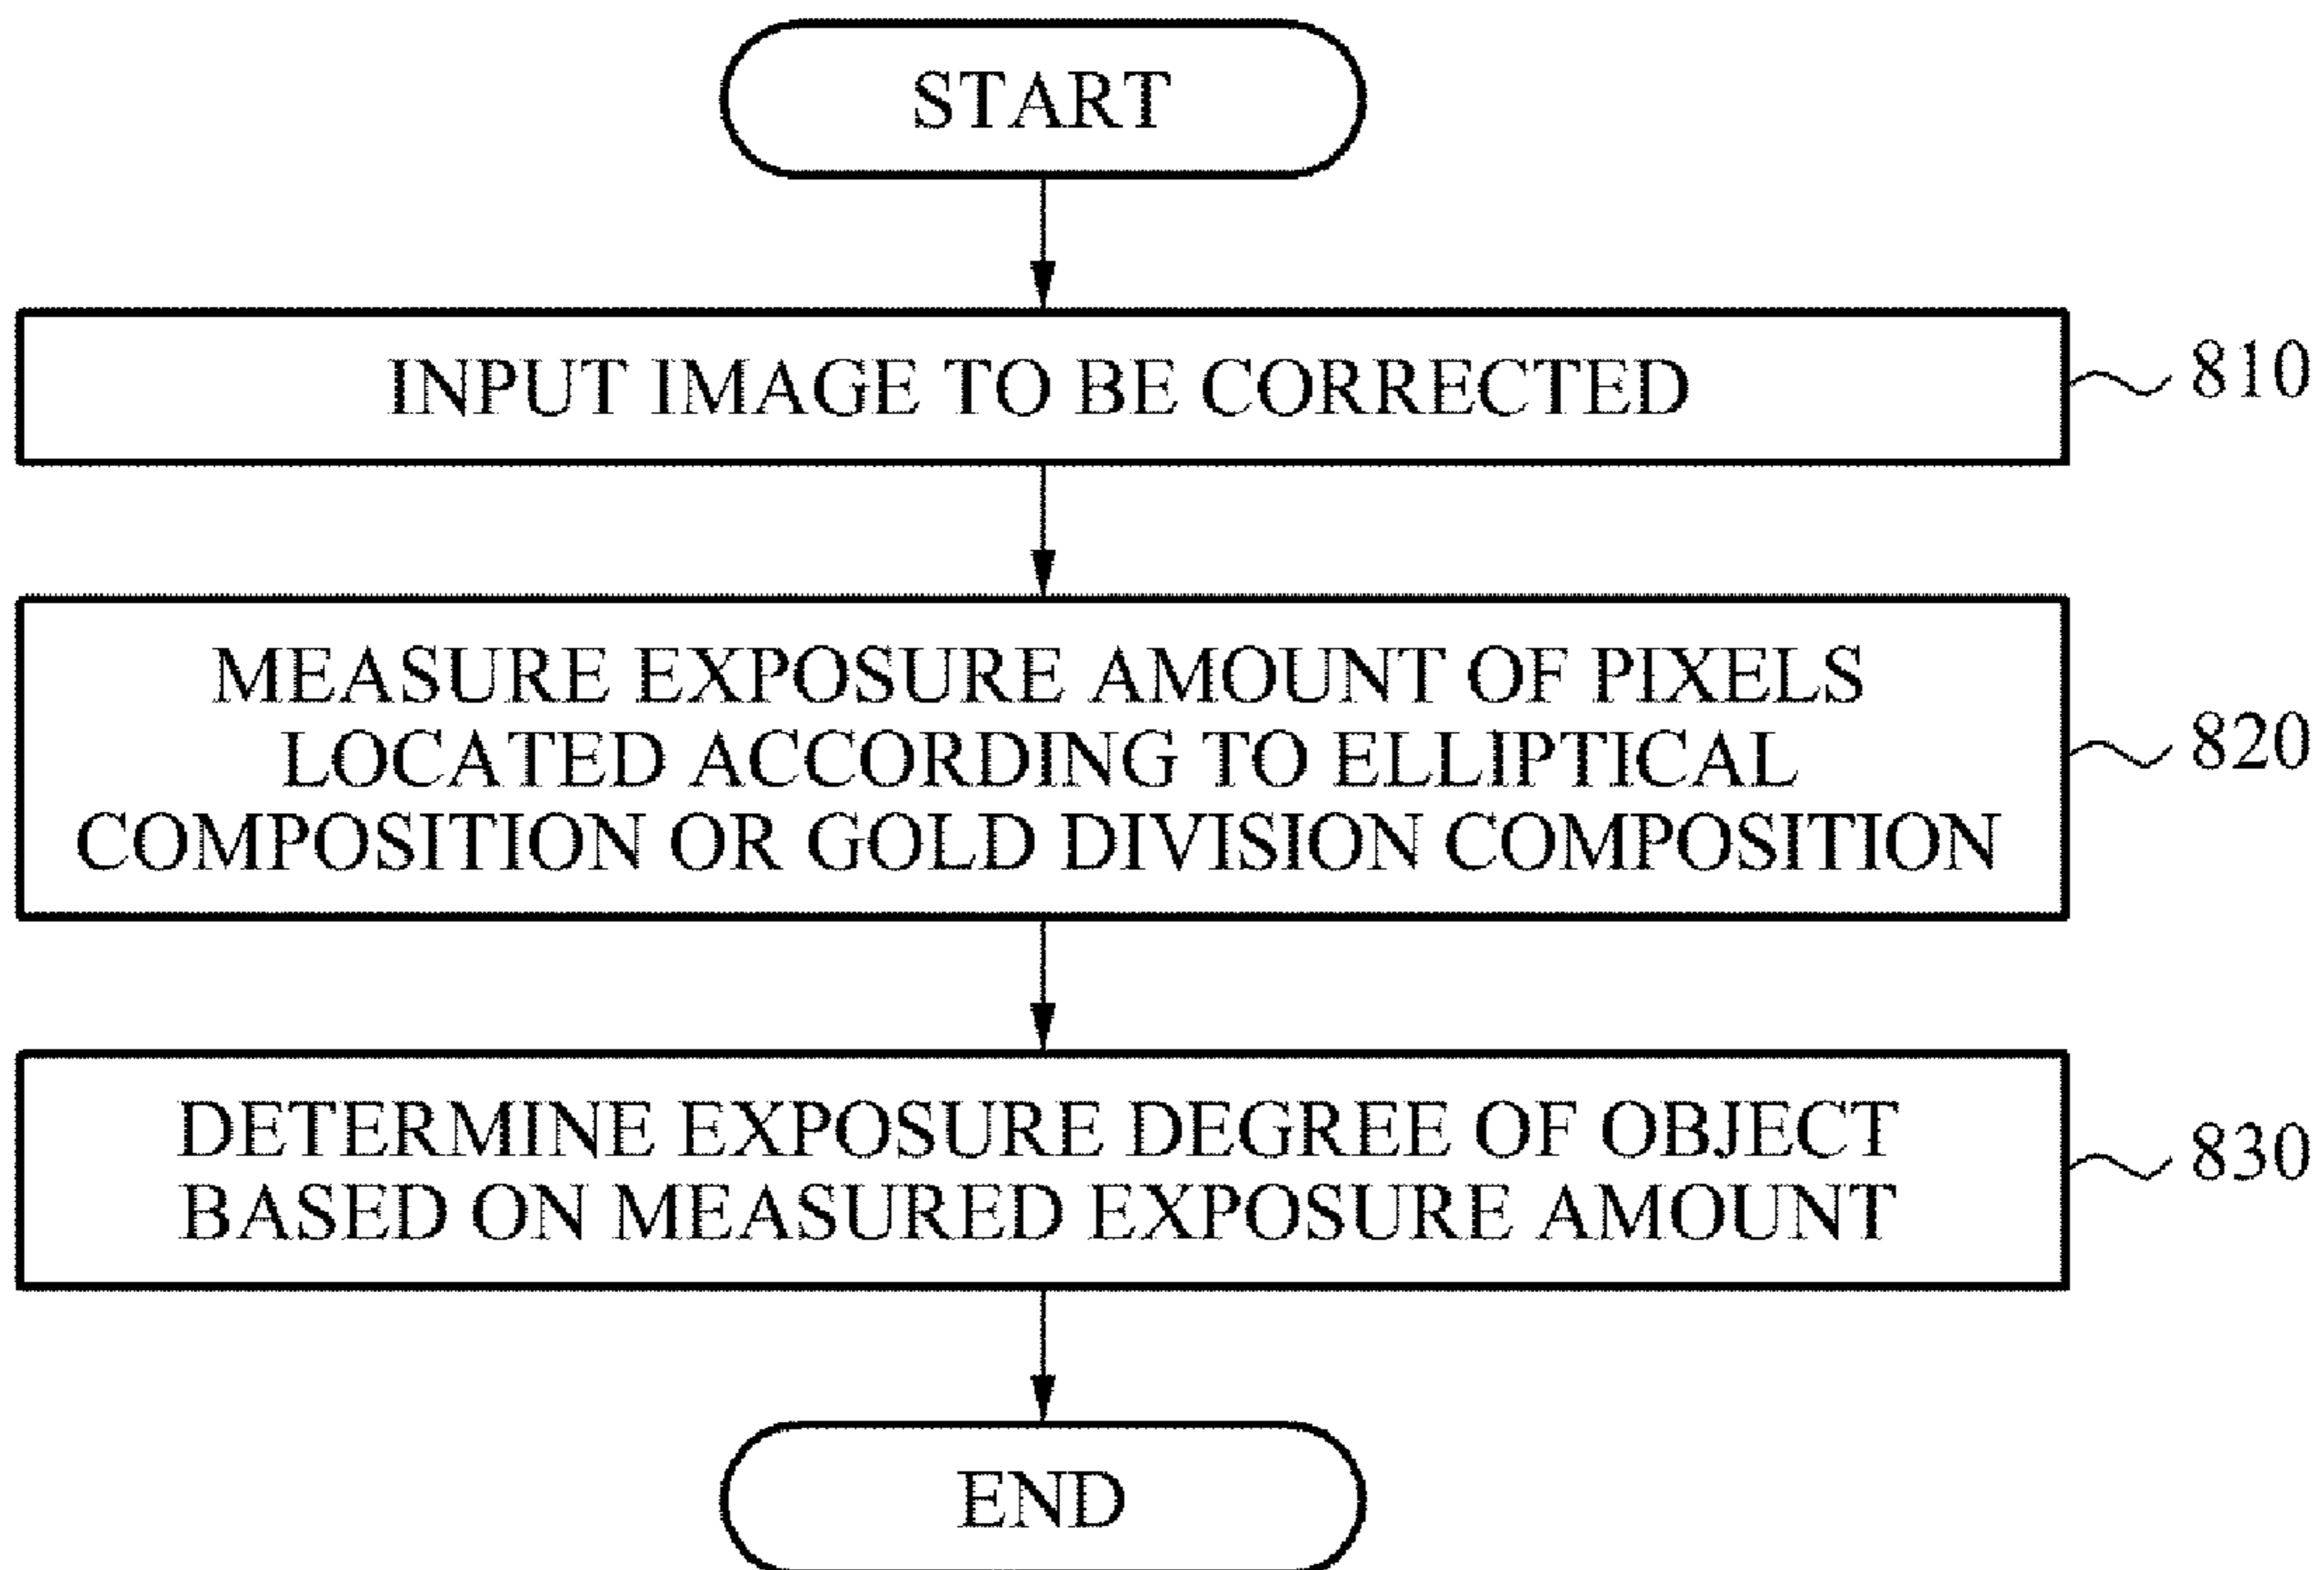 START
INPUT IMAGE TO BE CORRECTED
810
MEASURE EXPOSURE AMOUNT OF PIXELS
LOCATED ACCORDING TO ELLIPTICAL
COMPOSITION OR GOLD DIVISION COMPOSITION
820
DETERMINE EXPOSURE DEGREE OF OBJECT
BASED ON MEASURED EXPOSURE AMOUNT
830
END